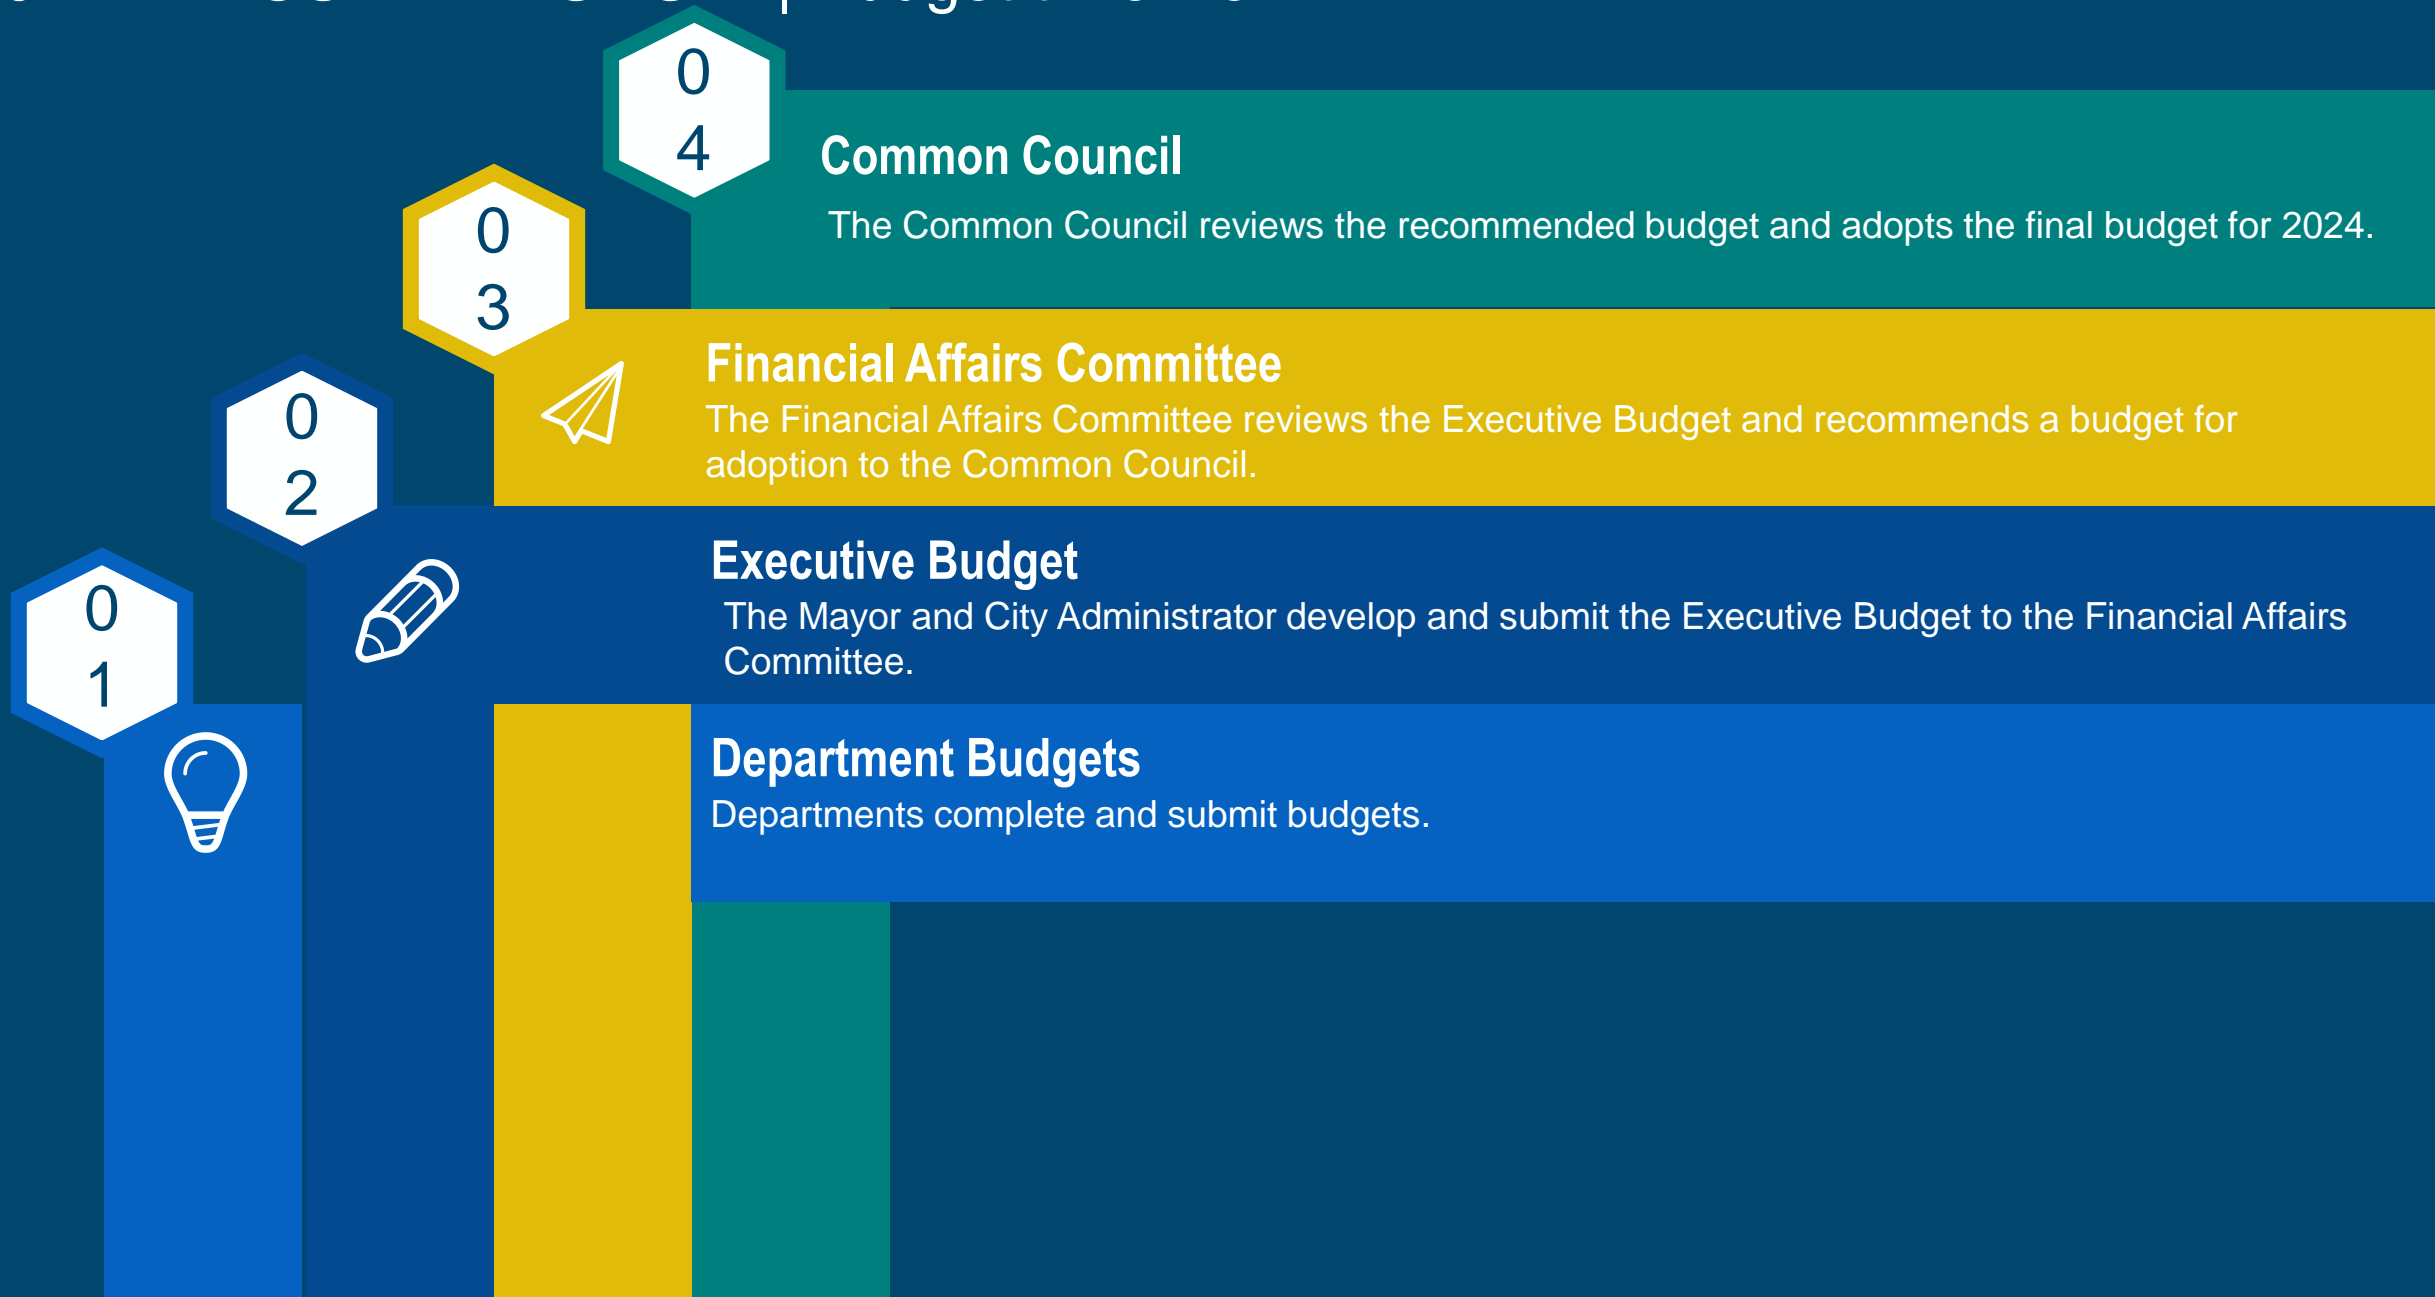 0
4
Common Council
The Common Council reviews the recommended budget and adopts the final budget for 2024.
0
3
Financial Affairs Committee
The Financial Affairs Committee reviews the Executive Budget and recommends a budget for
adoption to the Common Council.
0
2
Executive Budget
The Mayor and City Administrator develop and submit the Executive Budget to the Financial Affairs
Committee.
0
1
Department Budgets
Departments complete and submit budgets.